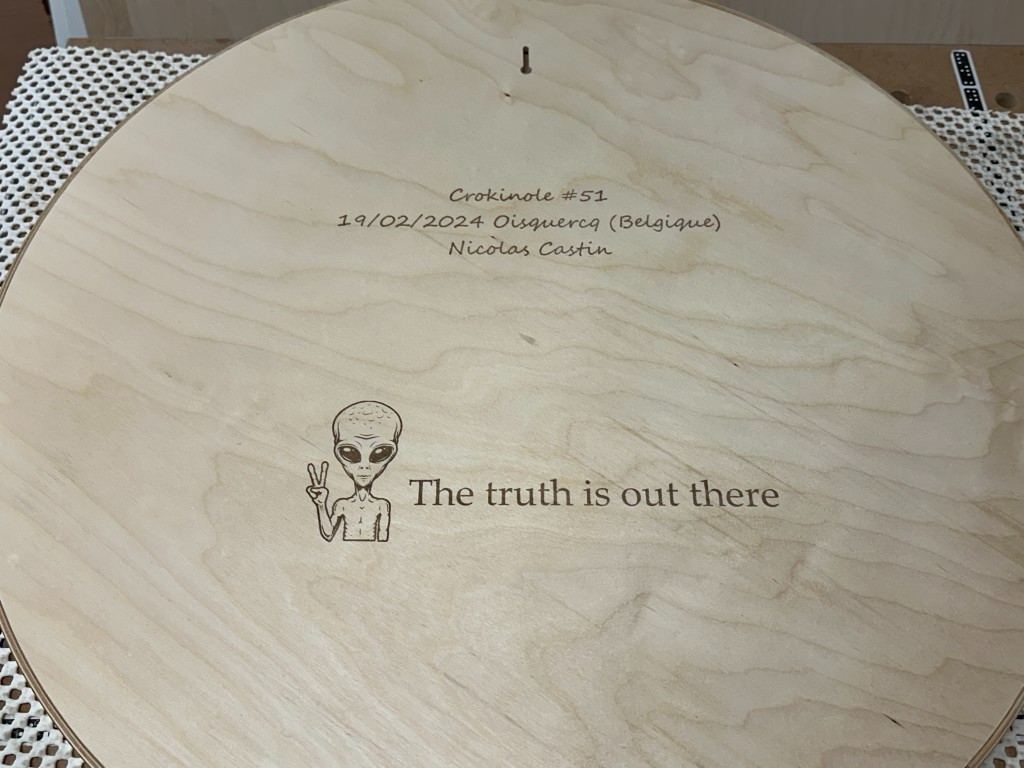 Crokinole #51
19/02/2024 Oisquercq (Belgique)
Nicolas Castin
The truth is out there